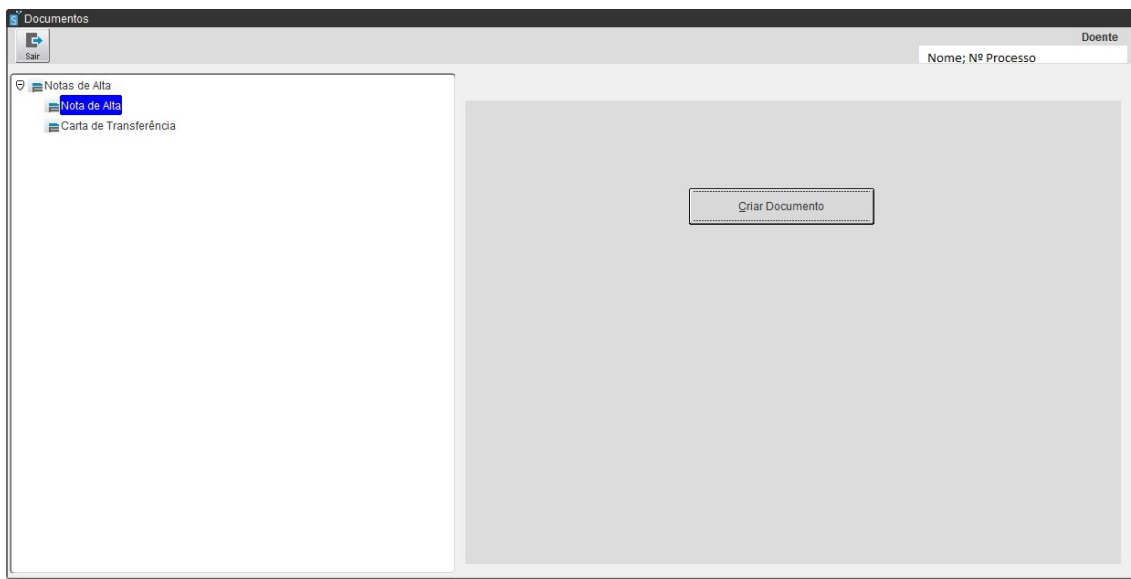 Documentos
Sair
Doente
Nome; Nº Processo
Notas de Alta
Nota de Alta
Carta de Transferência
Criar Documento